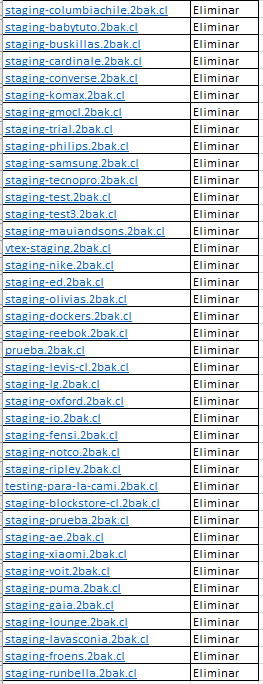 staging-columbiachile.2bak.cl Eliminar
staging-babytuto.2bak.cl Eliminar
staging-buskillas.2bak.cl Eliminar
staging-cardinale.2bak.cl Eliminar
staging-converse.2bak.cl Eliminar
staging-komax.2bak.cl Eliminar
staging-gmocl.2bak.cl Eliminar
staging-trial.2bak.cl Eliminar
staging-philips.2bak.cl Eliminar
staging-samsung.2bak.cl Eliminar
staging-tecnopro.2bak.cl Eliminar
staging-test.2bak.cl Eliminar
staging-test3.2bak.cl Eliminar
staging-mauiandsons.2bak.cl Eliminar
vtex-staging.2bak.cl Eliminar
staging-nike.2bak.cl Eliminar
staging-ed.2bak.cl Eliminar
staging-olivias.2bak.cl Eliminar
staging-dockers.2bak.cl Eliminar
staging-reebok.2bak.cl Eliminar
prueba.2bak.cl Eliminar
staging-levis-cl.2bak.cl Eliminar
staging-lg.2bak.cl Eliminar
staging-oxford.2bak.cl Eliminar
staging-io.2bak.cl Eliminar
staging-fensi.2bak.cl Eliminar
staging-notco.2bak.cl Eliminar
staging-ripley.2bak.cl Eliminar
testing-para-la-cami.2bak.cl Eliminar
staging-blockstore-cl.2bak.cl Eliminar
staging-prueba.2bak.cl Eliminar
staging-ae.2bak.cl Eliminar
staging-xiaomi.2bak.cl Eliminar
staging-voit.2bak.cl Eliminar
staging-puma.2bak.cl Eliminar
staging-gaia.2bak.cl Eliminar
staging-lounge.2bak.cl Eliminar
staging-lavasconia.2bak.cl Eliminar
staging-froens.2bak.cl Eliminar
staging-runbella.2bak.cl Eliminar